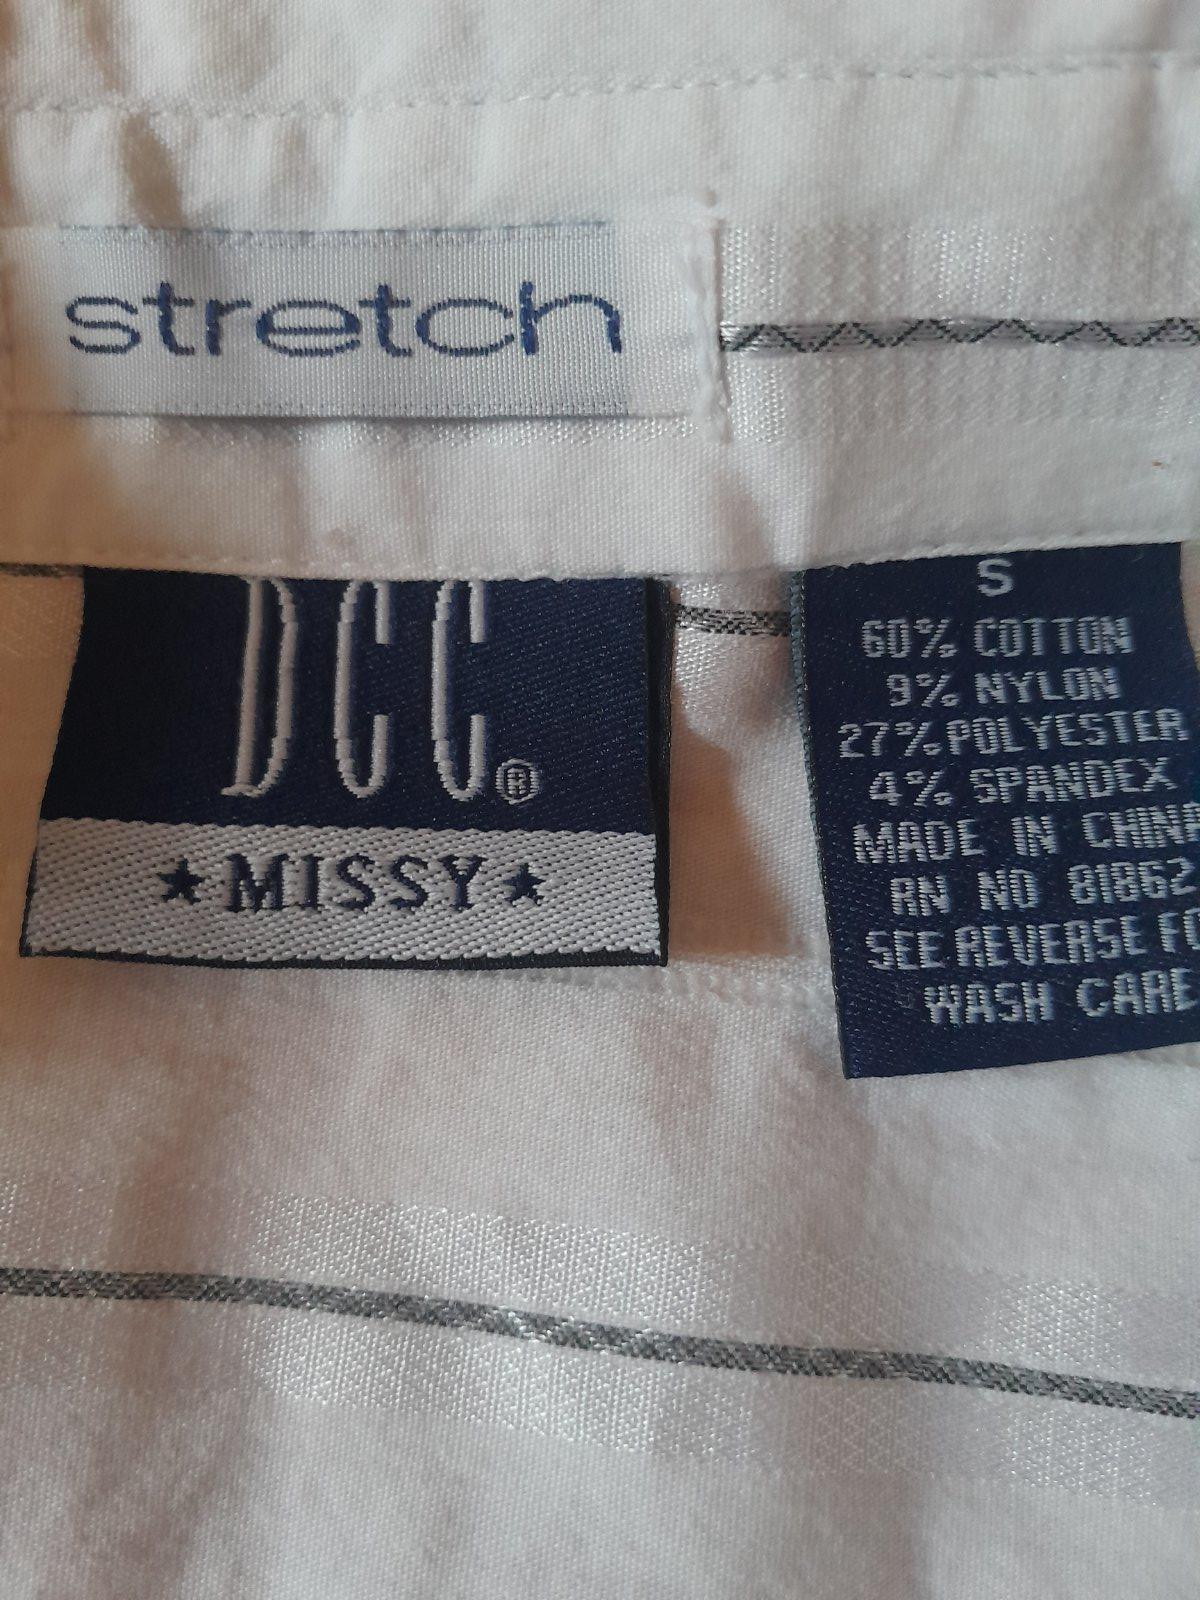 stretch
DCC®
★MISSY★
S
60% COTTON
9% NYLON
27% POLYESTER
4% SPANDEX
MADE IN CHINA
RN NO 81862
SEE REVERSE FO
WASH CARE